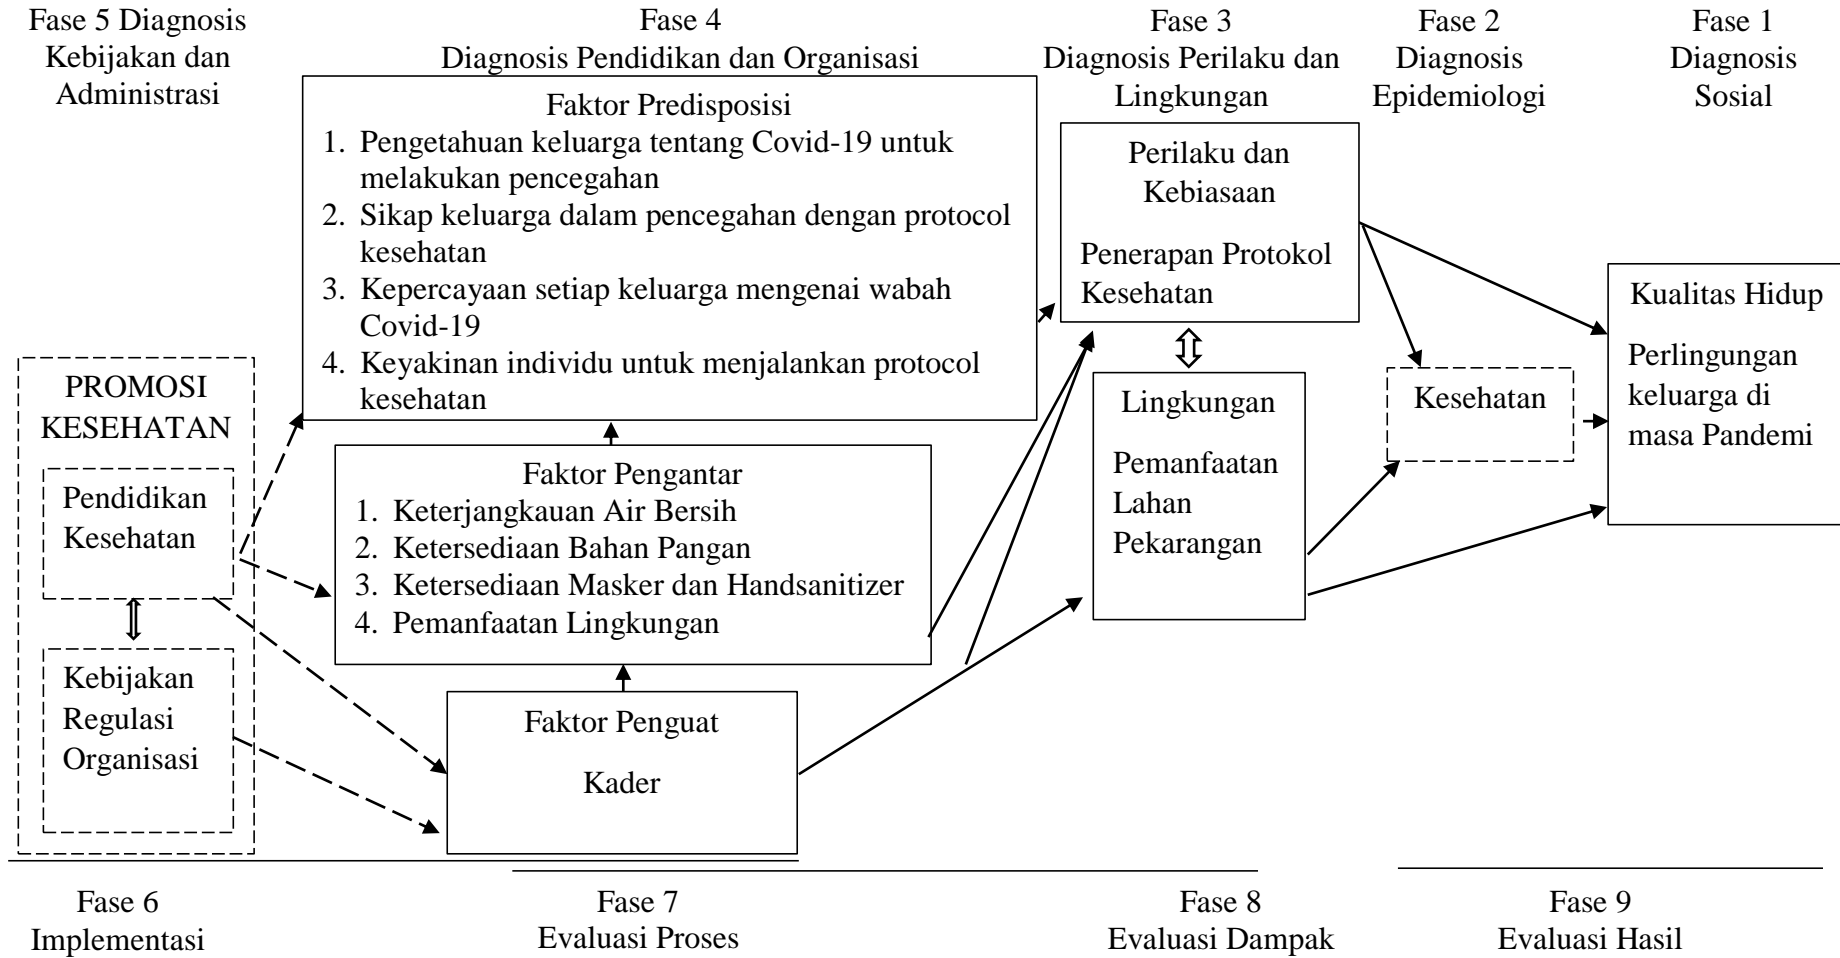 Fase 5 Diagnosis
Kebijakan dan
Administrasi
Fase 4
Diagnosis Pendidikan dan Organisasi
Fase 3
Diagnosis Perilaku dan
Lingkungan
Fase 2
Diagnosis
Epidemiologi
Fase 1
Diagnosis
Sosial
PROMOSI
KESEHATAN
Pendidikan
Kesehatan
Kebijakan
Regulasi
Organisasi
Faktor Predisposisi
1. Pengetahuan keluarga tentang Covid-19 untuk
melakukan pencegahan
2. Sikap keluarga dalam pencegahan dengan protocol
kesehatan
3. Kepercayaan setiap keluarga mengenai wabah
Covid-19
4. Keyakinan individu untuk menjalankan protocol
kesehatan
Faktor Pengantar
1. Keterjangkauan Air Bersih
2. Ketersediaan Bahan Pangan
3. Ketersediaan Masker dan Handsanitizer
4. Pemanfaatan Lingkungan
Faktor Penguat
Kader
Perilaku dan
Kebiasaan
Penerapan Protokol
Kesehatan
Lingkungan
Pemanfaatan
Lahan
Pekarangan
Kesehatan
Kualitas Hidup
Perlingungan
keluarga di
masa Pandemi
Fase 6
Implementasi
Fase 7
Evaluasi Proses
Fase 8
Evaluasi Dampak
Fase 9
Evaluasi Hasil